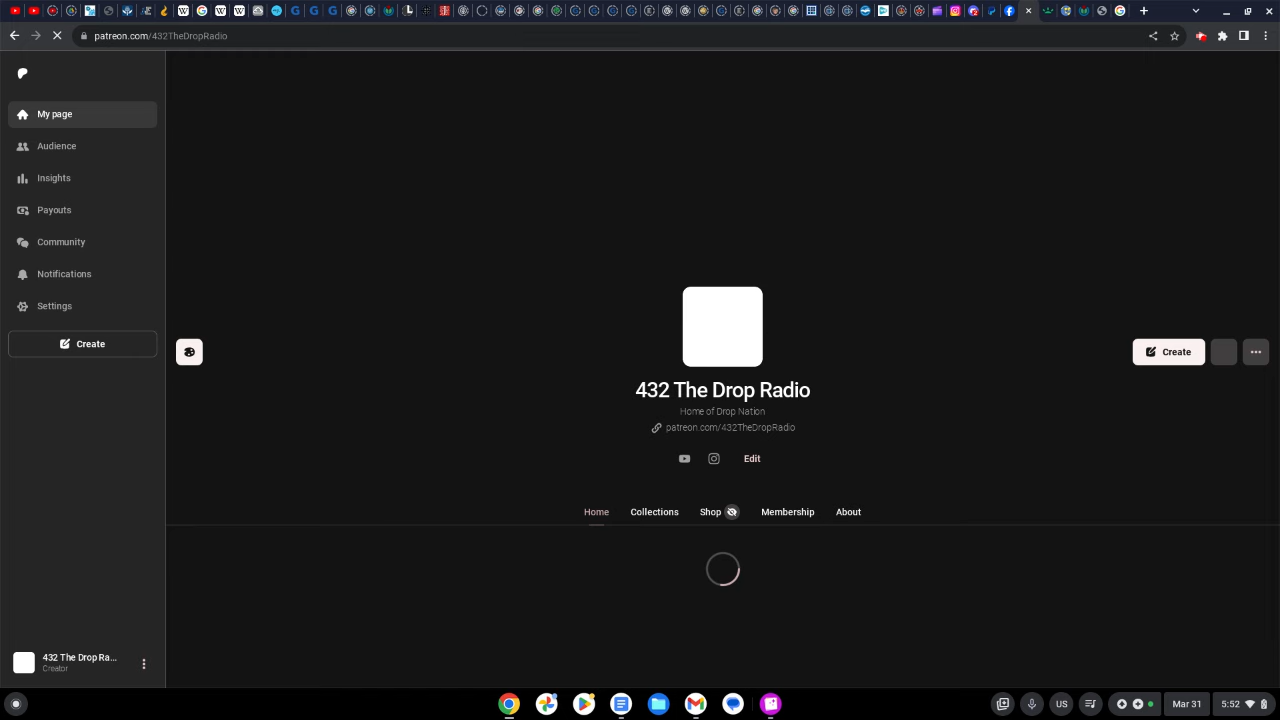 patreon.com/432TheDropRadio
My page
Audience
Insights
Payouts
Community
Notifications
Settings
Create
Create
432 The Drop Radio
Home of Drop Nation
patreon.com/432TheDropRadio
Edit
Home Collections Shop Membership About
432 The Drop Ra...
Creator
US
Mar 31
5:52